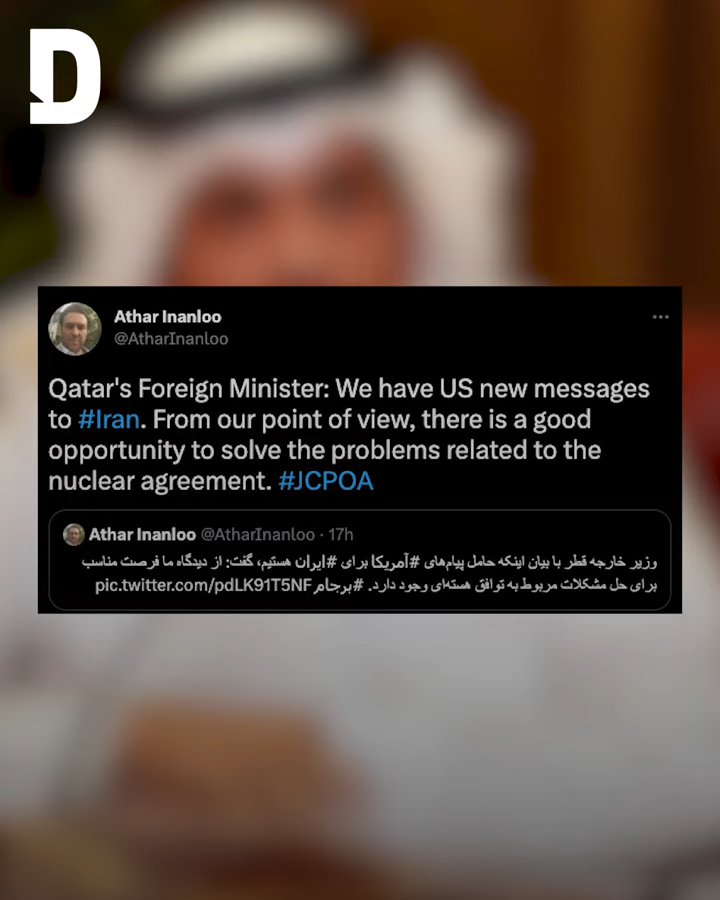 D
Athar Inanloo
@AtharInanloo
Qatar's Foreign Minister: We have US new messages
to #Iran. From our point of view, there is a good
opportunity to solve the problems related to the
nuclear agreement. #JCPOA
Athar Inanloo @AtharInanloo · 17h
وزیر خارجه قطر با بیان اینکه حامل پیام‌های #آمریکا برای #ایران هستیم، گفت: از دیدگاه ما فرصت مناسب
برای حل مشکلات مربوط به توافق هسته‌ای وجود دارد. #برجام pic.twitter.com/pdLK91T5NF